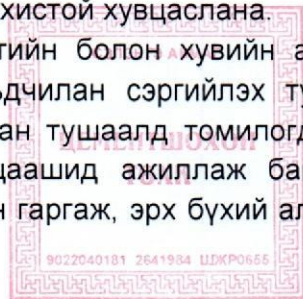 хистой хувцаслана.
гийн болон хувийн а
ьдчилан сэргийлэх ту
ан тушаалд томилогд
цаашид ажиллаж ба
н гаргаж, эрх бүхий ал
9022040181 2641984 ЦДКР0655